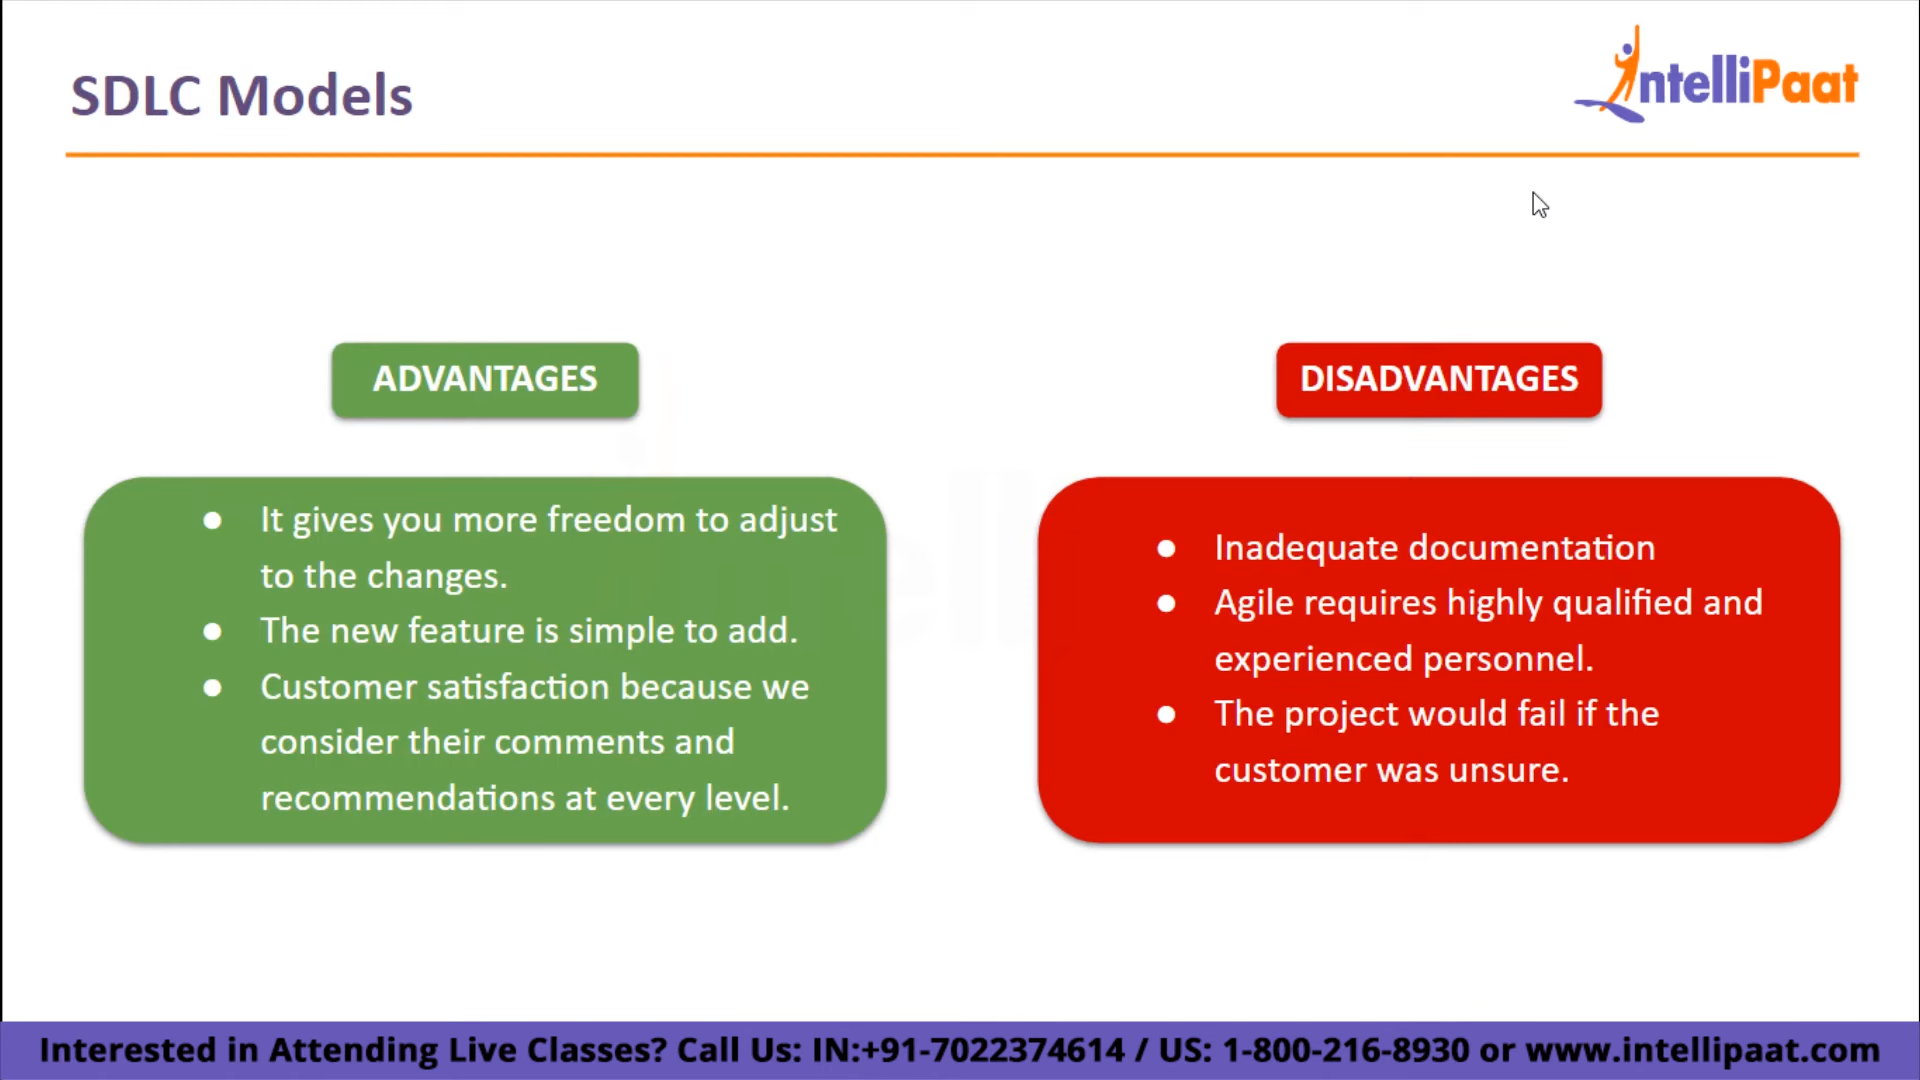 SDLC Models
IntelliPaat
ADVANTAGES
● It gives you more freedom to adjust
to the changes.
● The new feature is simple to add.
● Customer satisfaction because we
consider their comments and
recommendations at every level.
DISADVANTAGES
● Inadequate documentation
● Agile requires highly qualified and
experienced personnel.
● The project would fail if the
customer was unsure.
Interested in Attending Live Classes? Call Us: IN:+91-7022374614 / US: 1-800-216-8930 or www.intellipaat.com